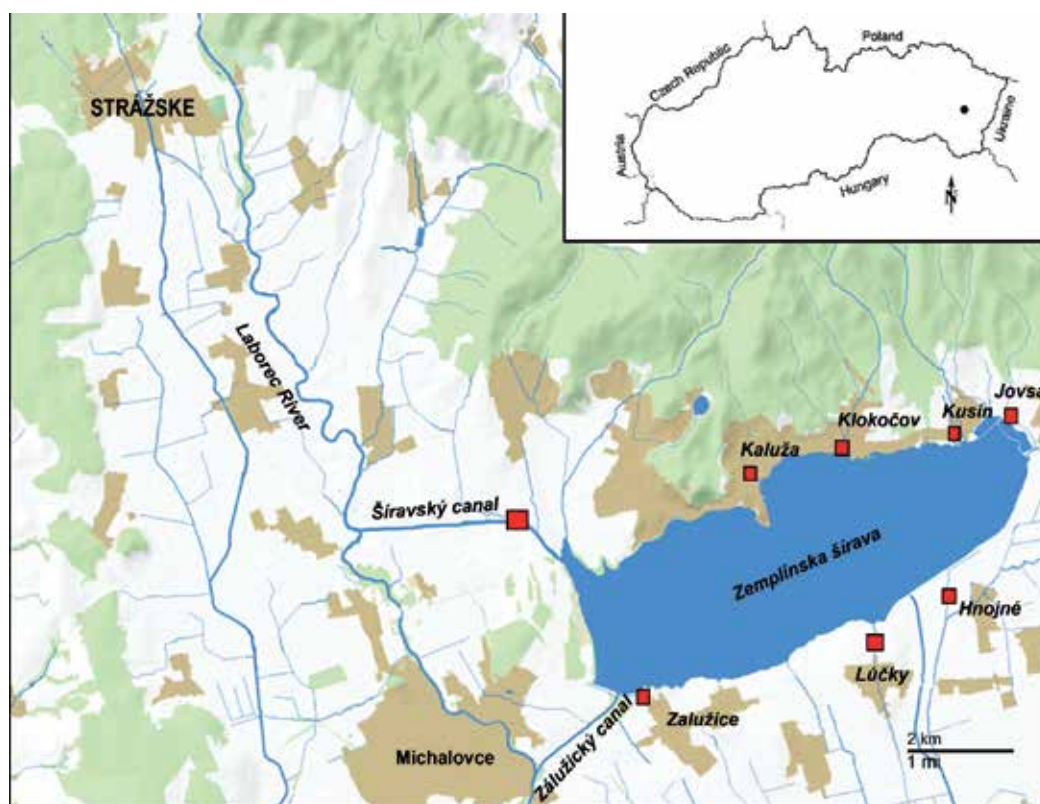 STRÁŽSKE
Czech Republic
Poland
Austria
Ukraine
Hungary
N
Laborec River
Jovsa
Kusín
Klokočov
Kaluža
Šíravský canal
Zemplínska šírava
Hnojné
Lúčky
Zalužice
Zálužický canal
Michalovce
2 km
1 mi